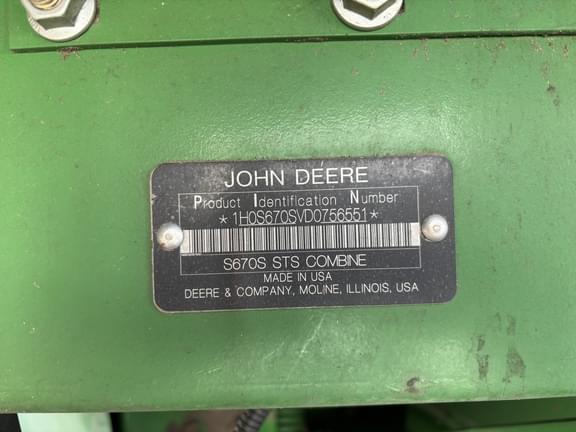 JOHN DEERE
Product Identification Number
*1H0S670SVD0756551*
S670S STS COMBINE
MADE IN USA
DEERE & COMPANY, MOLINE, ILLINOIS, USA